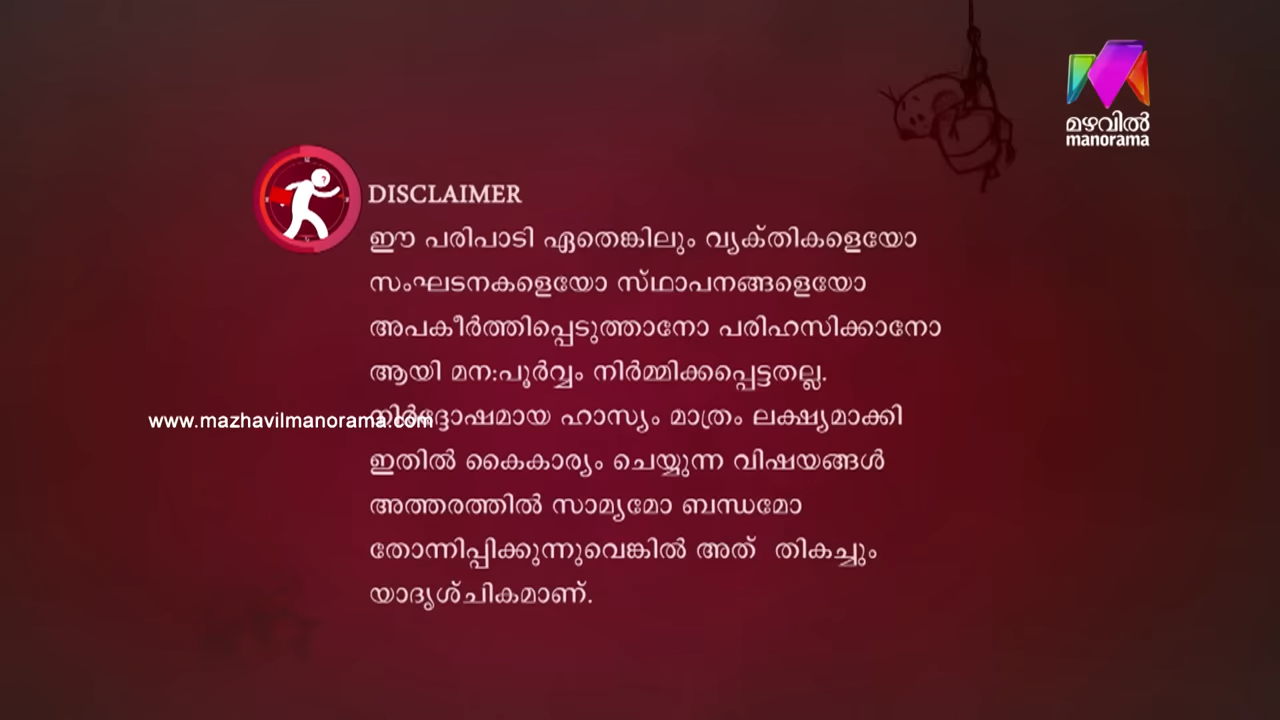 മഴവിൽ
manorama
DISCLAIMER
ഈ പരിപാടി ഏതെങ്കിലും വ്യക്തികളെയോ
സംഘടനകളെയോ സ്ഥാപനങ്ങളെയോ
അപകീർത്തിപ്പെടുത്താനോ പരിഹസിക്കാനോ
ആയി മന:പൂർവ്വം നിർമ്മിക്കപ്പെട്ടതല്ല.
www.mazhavilmanorama.com
നിർദ്ദോഷമായ ഹാസ്യം മാത്രം ലക്ഷ്യമാക്കി
ഇതിൽ കൈകാര്യം ചെയ്യുന്ന വിഷയങ്ങൾ
അത്തരത്തിൽ സാമ്യമോ ബന്ധമോ
തോന്നിപ്പിക്കുന്നുവെങ്കിൽ അത് തികച്ചും
യാദൃശ്ചികമാണ്.